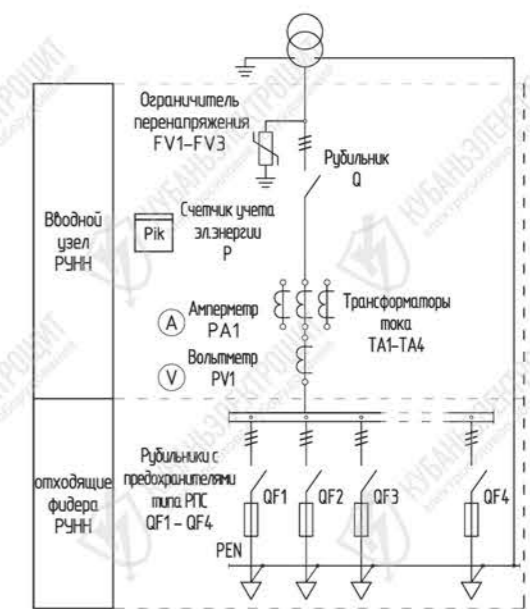 Ограничитель
перенапряжения
FV1-FV3
Рубильник
Q
Вводной
узел
РУНН
Pik
Счетчик учета
эл.энергии
P
A
Амперметр
PA1
V
Вольтметр
PV1
Трансформаторы
тока
TA1-TA4
отходящие
фидера
РУНН
Рубильники с
предохранителями
типа РПС
QF1 - QF4
QF1
QF2
QF3
QF4
PEN
КУБАНЬЭЛЕКТРОЩИТ